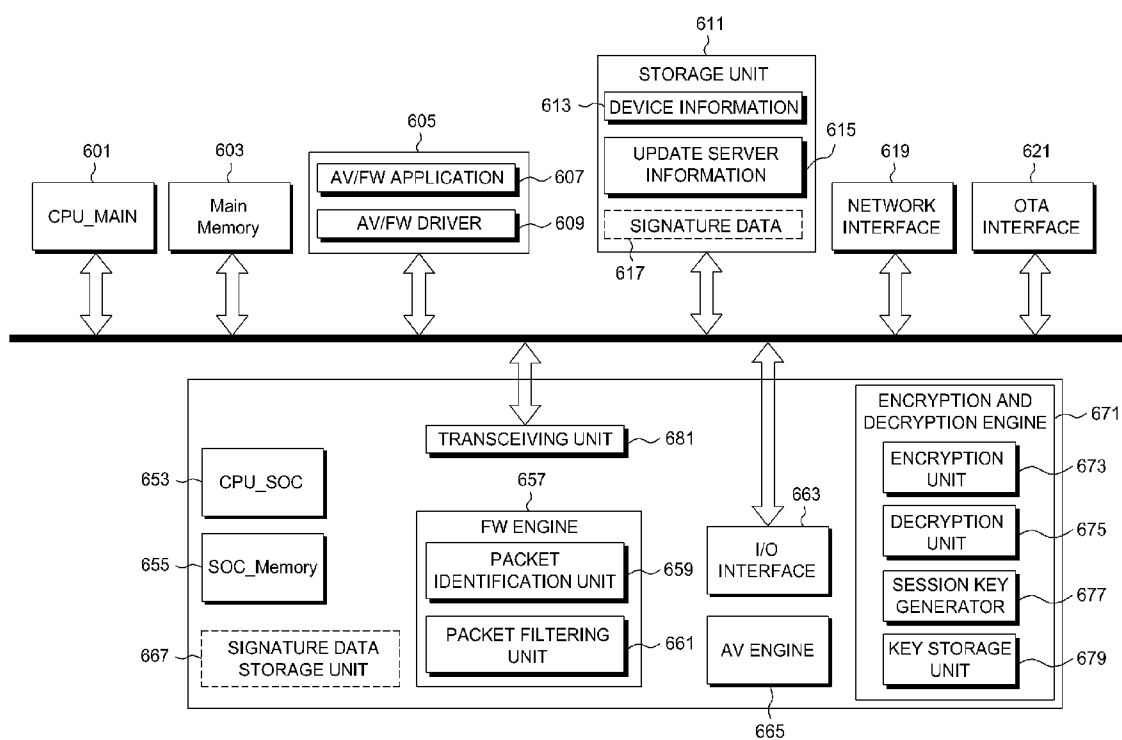 611
STORAGE UNIT
613
DEVICE INFORMATION
605
615
601
603
UPDATE SERVER
INFORMATION
619
621
AV/FW APPLICATION
607
CPU_MAIN
Main
Memory
NETWORK
INTERFACE
OTA
INTERFACE
AV/FW DRIVER
609
SIGNATURE DATA
617
ENCRYPTION AND
DECRYPTION ENGINE
671
TRANSCEIVING UNIT
681
653
CPU_SOC
657
ENCRYPTION
UNIT
673
663
FW ENGINE
DECRYPTION
UNIT
675
655
SOC_Memory
PACKET
IDENTIFICATION UNIT
659
I/O
INTERFACE
SESSION KEY
GENERATOR
677
667
SIGNATURE DATA
STORAGE UNIT
PACKET FILTERING
UNIT
661
AV ENGINE
KEY STORAGE
UNIT
679
665